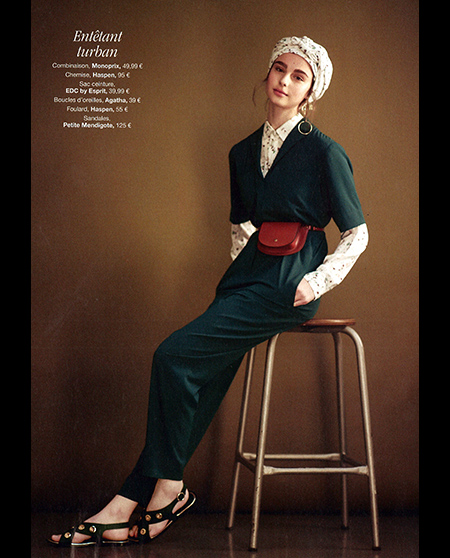 Entêtant
turban
Combinaison, Monoprix, 49,99 €
Chemise, Haspen, 95 €
Sac ceinture,
EDC by Esprit, 39,99 €
Boucles d'oreilles, Agatha, 39 €
Foulard, Haspen, 55 €
Sandales,
Petite Mendigote, 125 €